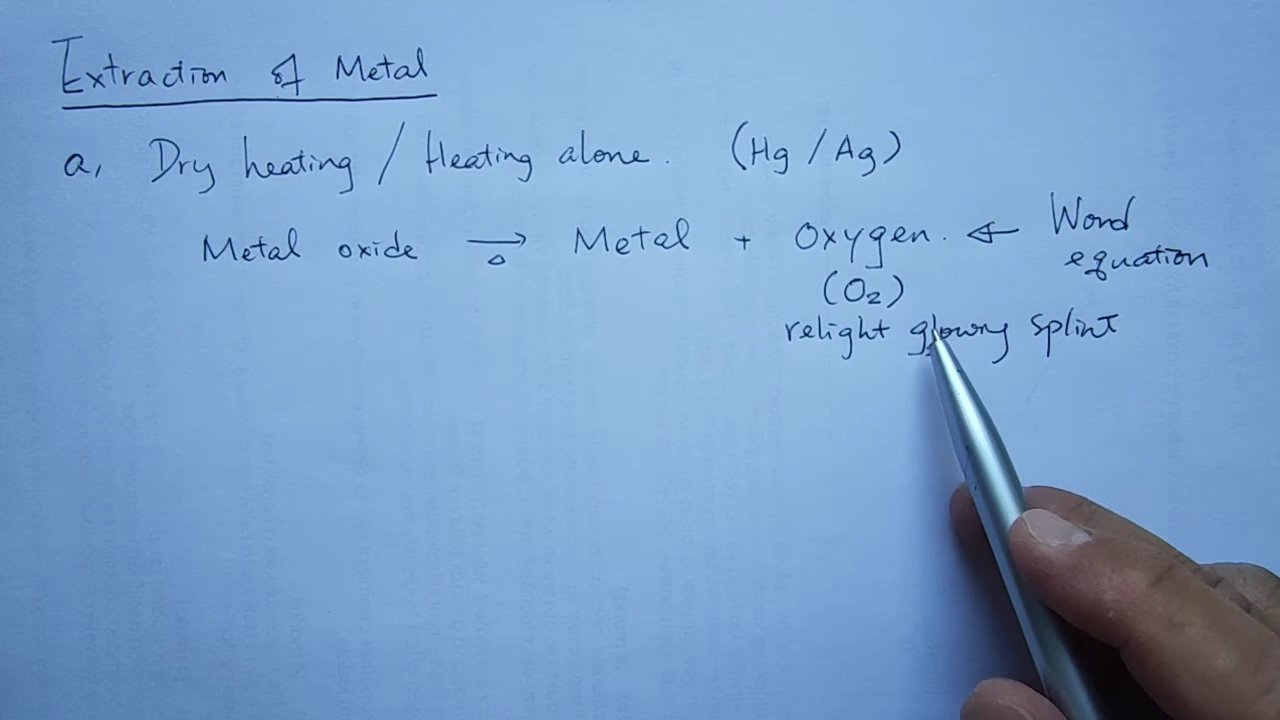 Extraction of Metal
a, Dry heating / Heating alone. (Hg / Ag)
Metal oxide →Δ Metal + Oxygen. ← Word
equation
(O₂)
relight glowing splint